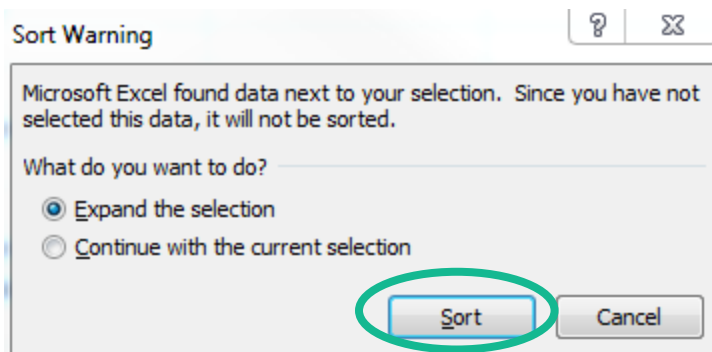 Sort Warning
Microsoft Excel found data next to your selection.  Since you have not
selected this data, it will not be sorted.
What do you want to do?
Expand the selection
Continue with the current selection
Sort Cancel